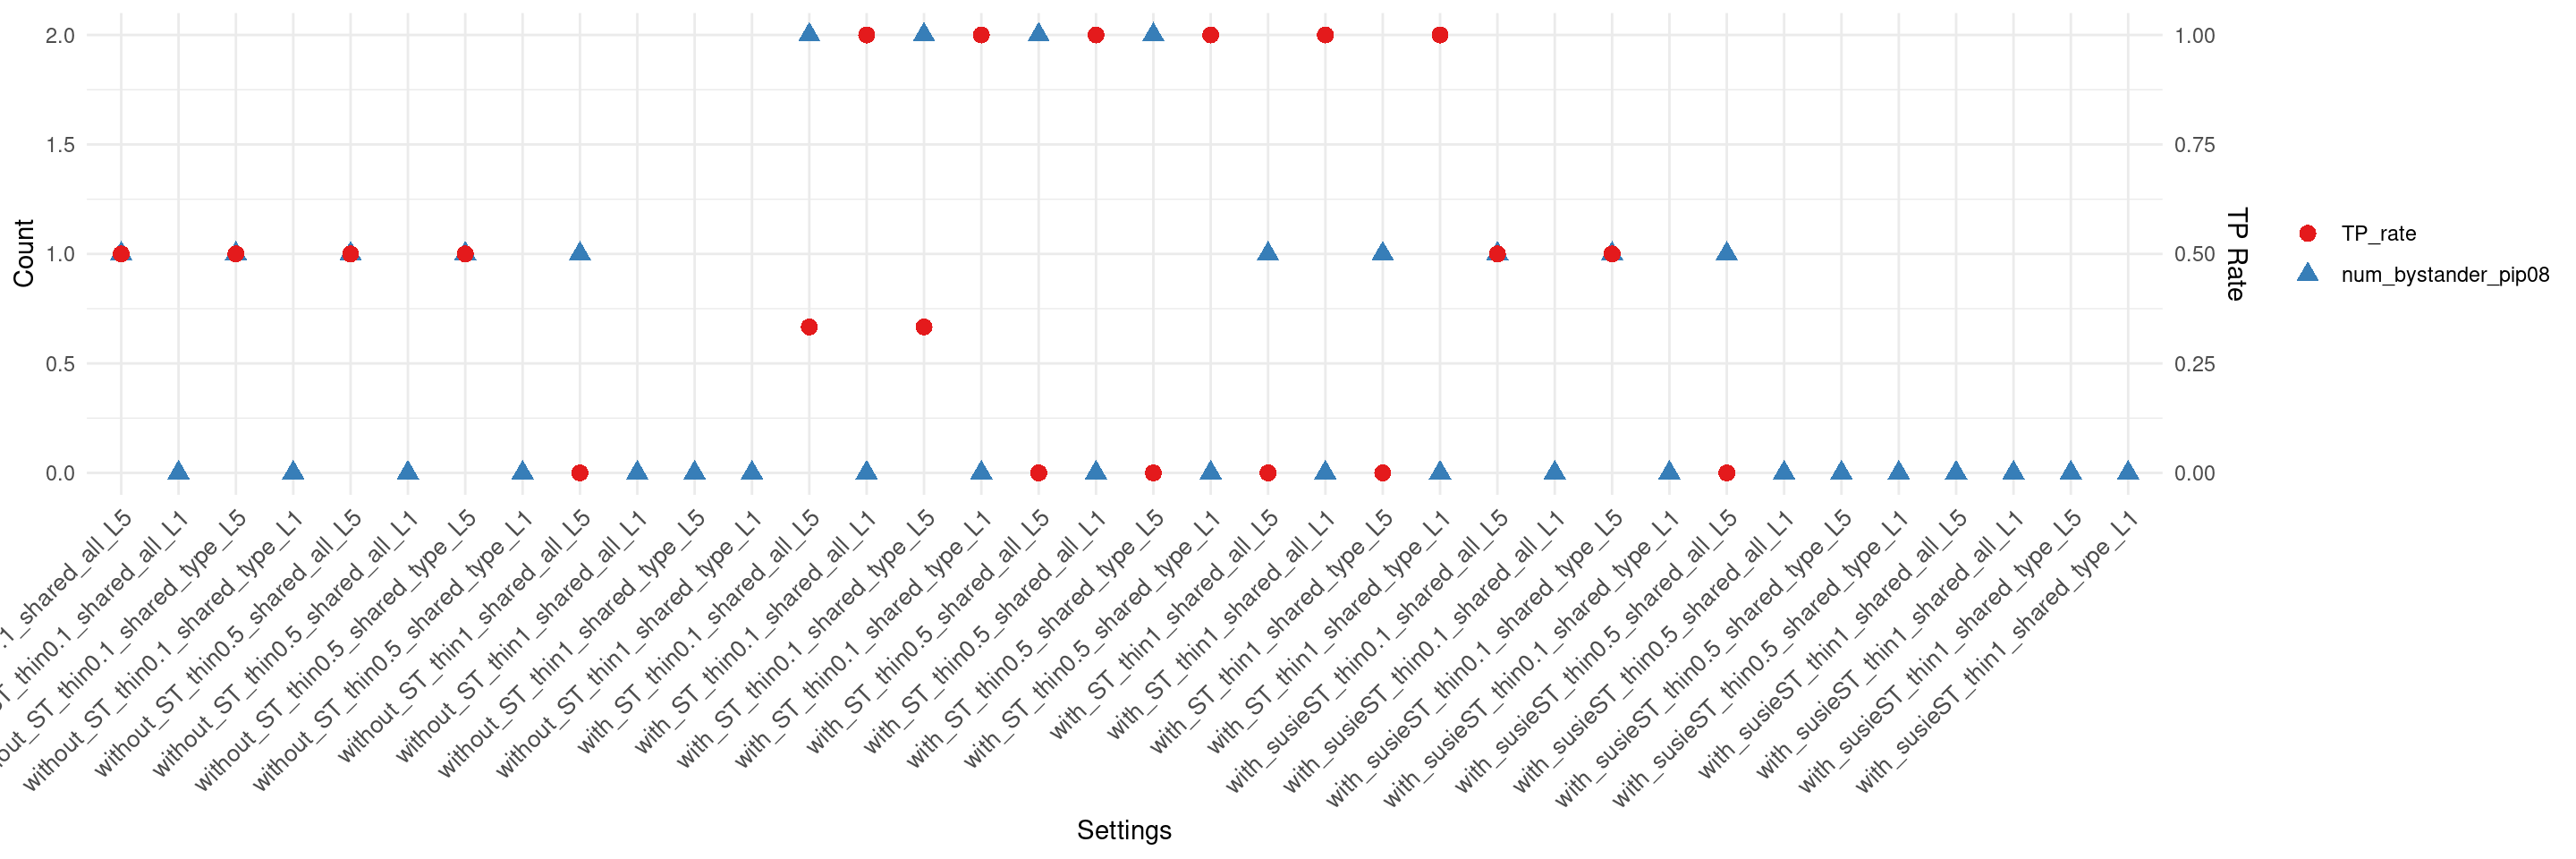 2.0
1.5
1.0
0.5
0.0
Count
1.00
0.75
0.50
0.25
0.00
TP Rate
TP_rate
num_bystander_pip08
.1_shared_all_L5
ST_thin0.1_shared_all_L1
out_ST_thin0.1_shared_type_L5
without_ST_thin0.1_shared_type_L1
without_ST_thin0.5_shared_all_L5
without_ST_thin0.5_shared_all_L1
without_ST_thin0.5_shared_type_L5
without_ST_thin0.5_shared_type_L1
without_ST_thin1_shared_all_L5
without_ST_thin1_shared_all_L1
without_ST_thin1_shared_type_L5
without_ST_thin1_shared_type_L1
with_ST_thin0.1_shared_all_L5
with_ST_thin0.1_shared_all_L1
with_ST_thin0.1_shared_type_L5
with_ST_thin0.1_shared_type_L1
with_ST_thin0.5_shared_all_L5
with_ST_thin0.5_shared_all_L1
with_ST_thin0.5_shared_type_L5
with_ST_thin0.5_shared_type_L1
with_ST_thin1_shared_all_L5
with_ST_thin1_shared_all_L1
with_ST_thin1_shared_type_L5
with_ST_thin1_shared_type_L1
with_susieST_thin0.1_shared_all_L5
with_susieST_thin0.1_shared_all_L1
with_susieST_thin0.1_shared_type_L5
with_susieST_thin0.1_shared_type_L1
with_susieST_thin0.5_shared_all_L5
with_susieST_thin0.5_shared_all_L1
with_susieST_thin0.5_shared_type_L5
with_susieST_thin0.5_shared_type_L1
with_susieST_thin1_shared_all_L5
with_susieST_thin1_shared_all_L1
with_susieST_thin1_shared_type_L5
with_susieST_thin1_shared_type_L1
Settings